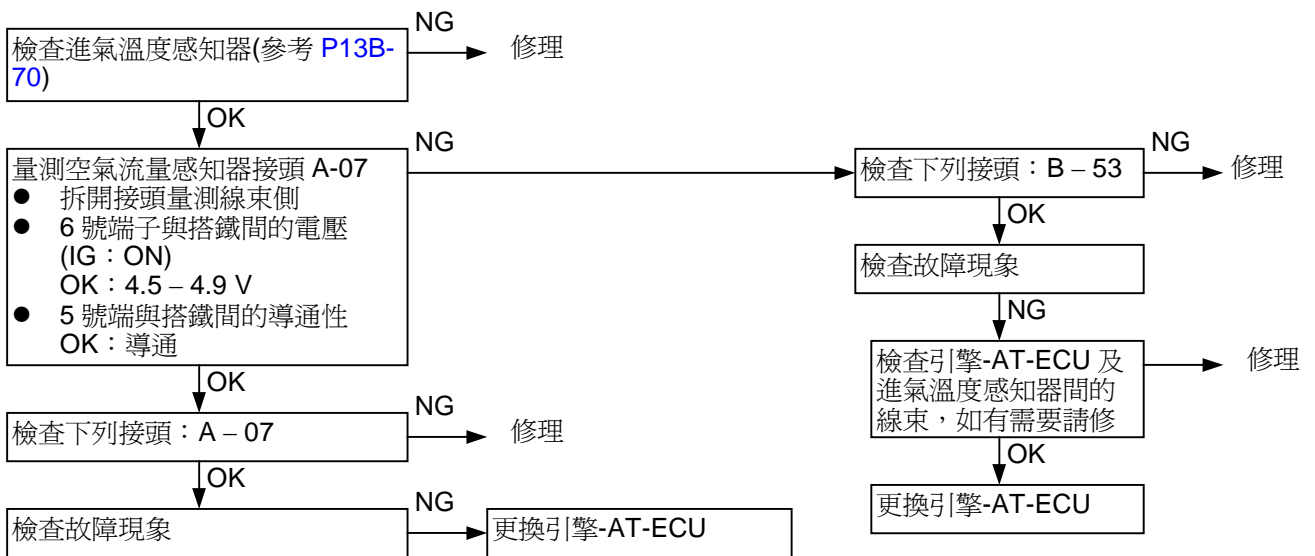 NG
檢查進氣溫度感知器(參考 P13B-
70)
修理
OK
量測空氣流量感知器接頭 A-07
● 拆開接頭量測線束側
● 6 號端子與搭鐵間的電壓
(IG：ON)
OK：4.5 – 4.9 V
● 5 號端與搭鐵間的導通性
OK：導通
NG
檢查下列接頭：B – 53
NG
修理
OK
檢查故障現象
NG
檢查引擎-AT-ECU 及
進氣溫度感知器間的
線束，如有需要請修
修理
OK
更換引擎-AT-ECU
OK
檢查下列接頭：A – 07
NG
修理
OK
檢查故障現象
NG
更換引擎-AT-ECU